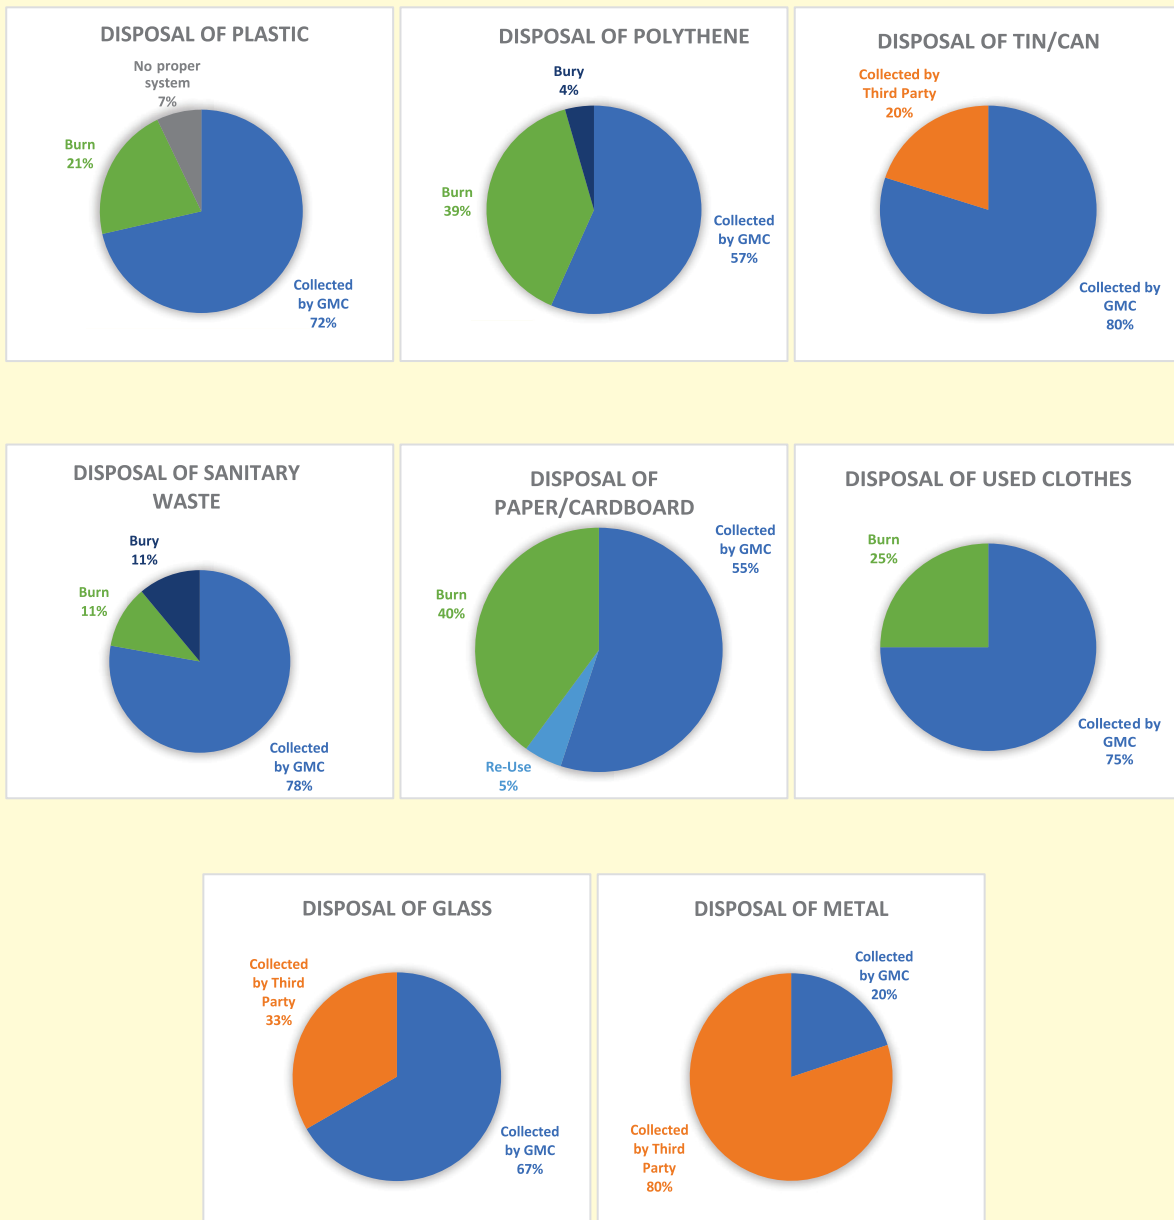 DISPOSAL OF PLASTIC
No proper
system
7%
Burn
21%
Collected
by GMC
72%
DISPOSAL OF POLYTHENE
Bury
4%
Burn
39%
Collected
by GMC
57%
DISPOSAL OF TIN/CAN
Collected by
Third Party
20%
Collected by
GMC
80%
DISPOSAL OF SANITARY
WASTE
Bury
11%
Burn
11%
Collected
by GMC
78%
DISPOSAL OF
PAPER/CARDBOARD
Collected
by GMC
55%
Burn
40%
Re-Use
5%
DISPOSAL OF USED CLOTHES
Burn
25%
Collected by
GMC
75%
DISPOSAL OF GLASS
Collected
by Third
Party
33%
Collected
by GMC
67%
DISPOSAL OF METAL
Collected
by GMC
20%
Collected
by Third
Party
80%